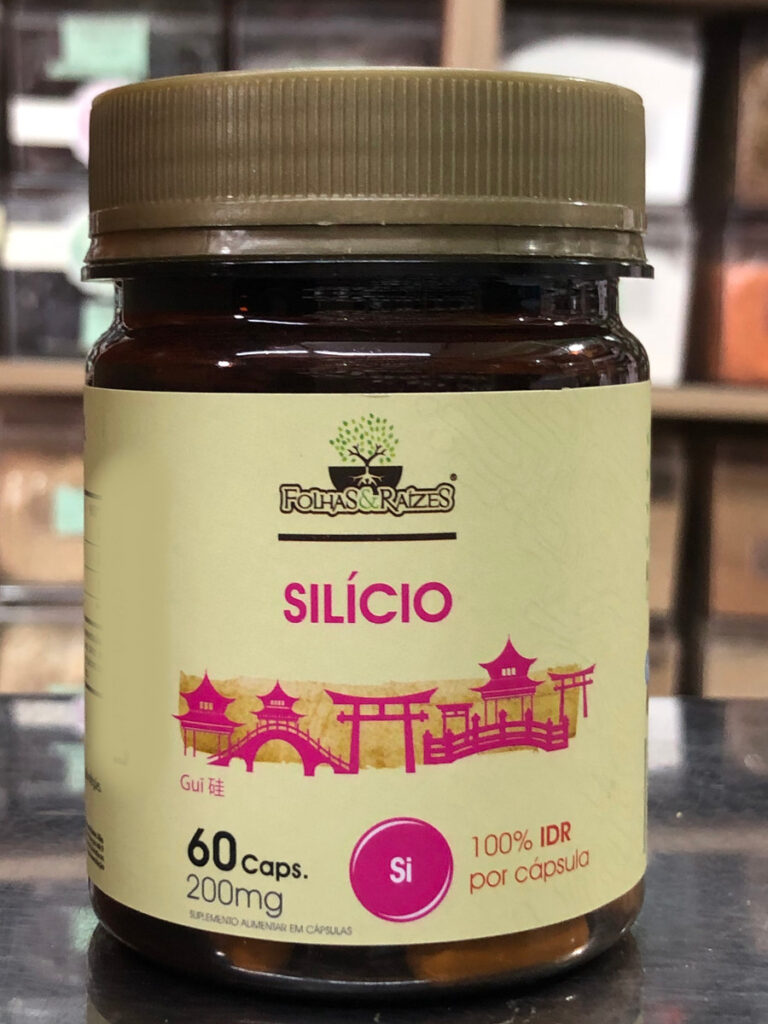 FOLHAS&RAÍZES®
SILÍCIO
Guī 硅
60 Caps.
200mg
SUPLEMENTO ALIMENTAR EM CÁPSULAS
Si
100% IDR
por cápsula